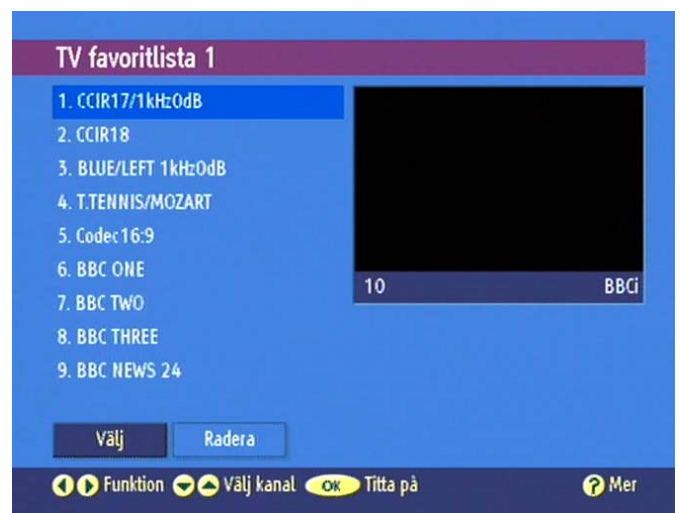 TV favoritlista 1
1. CCIR17/1kHz0dB
2. CCIR18
3. BLUE/LEFT 1kHz0dB
4. T.TENNIS/MOZART
5. Codec16:9
6. BBC ONE
7. BBC TWO
8. BBC THREE
9. BBC NEWS 24
10 BBCi
Välj Radera
Funktion Välj kanal OK Titta på ? Mer